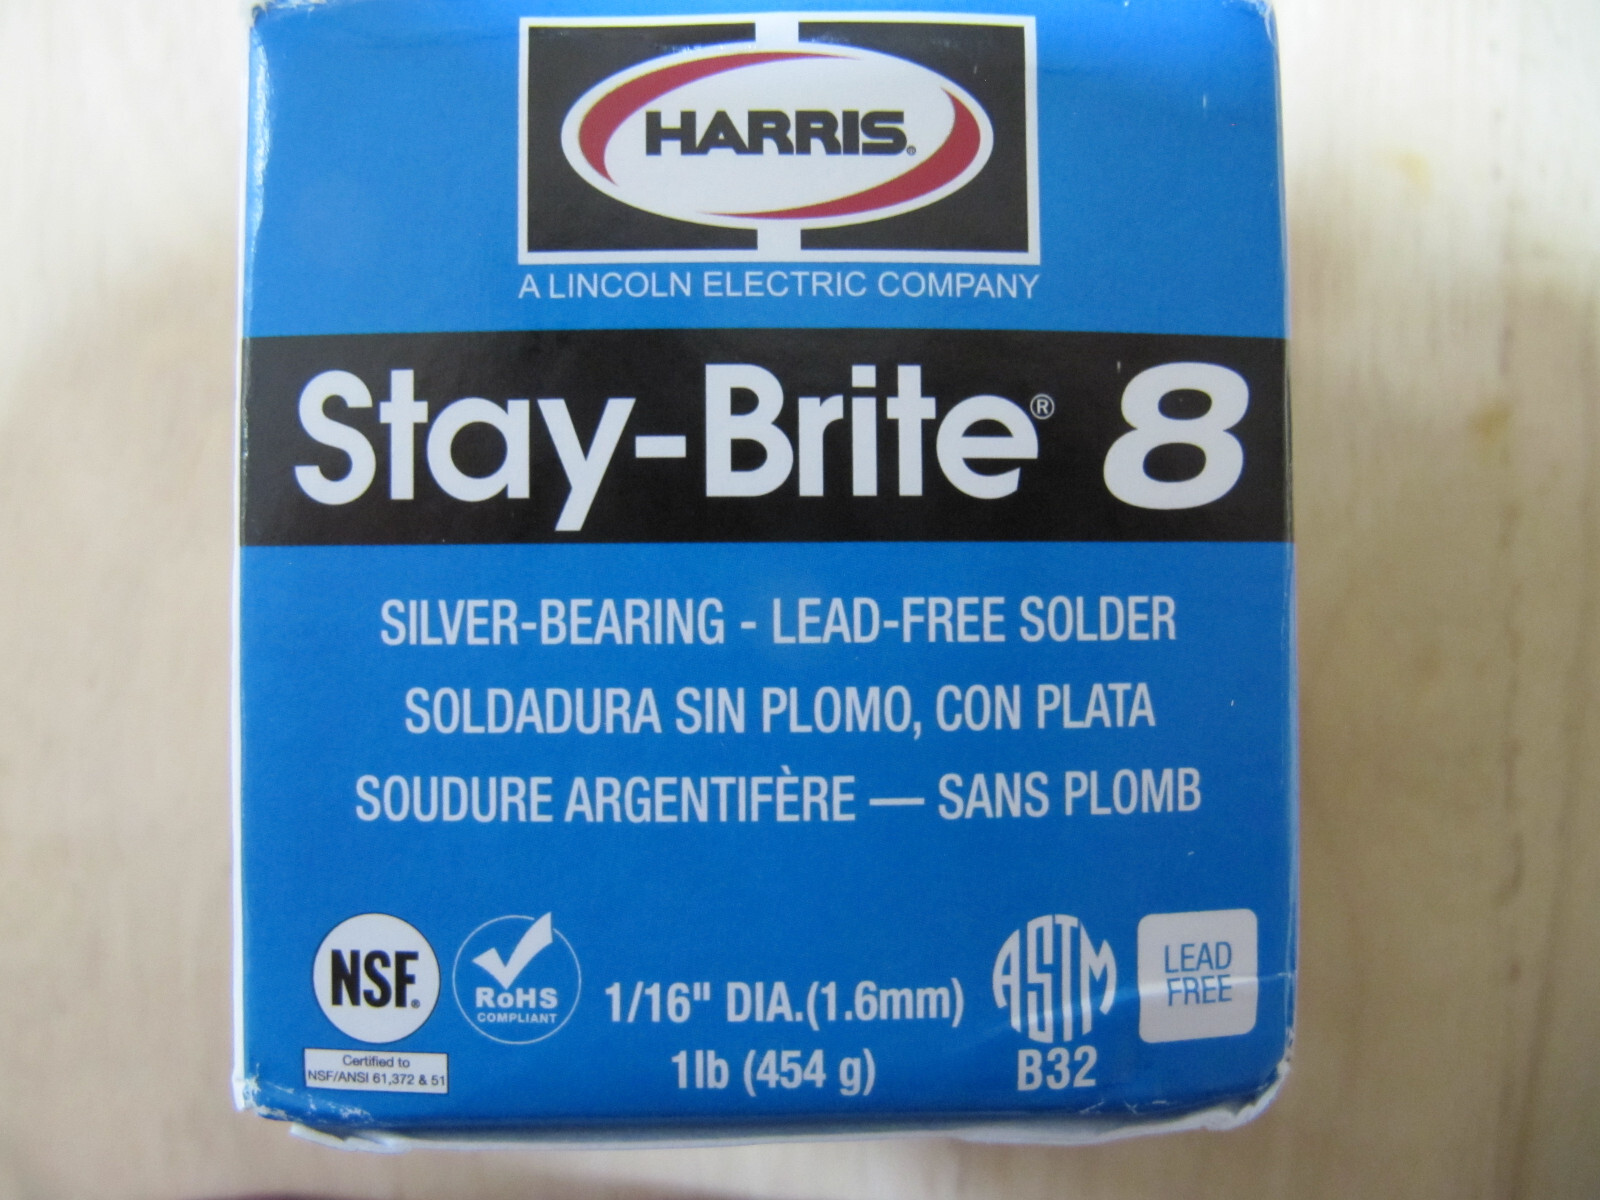 HARRIS®
A LINCOLN ELECTRIC COMPANY
Stay-Brite® 8
SILVER-BEARING - LEAD-FREE SOLDER
SOLDADURA SIN PLOMO, CON PLATA
SOUDURE ARGENTIFÈRE — SANS PLOMB
NSF®
Certified to
NSF/ANSI 61,372 & 51
RoHS
COMPLIANT
1/16" DIA.(1.6mm)
1lb (454 g)
ASTM
B32
LEAD
FREE